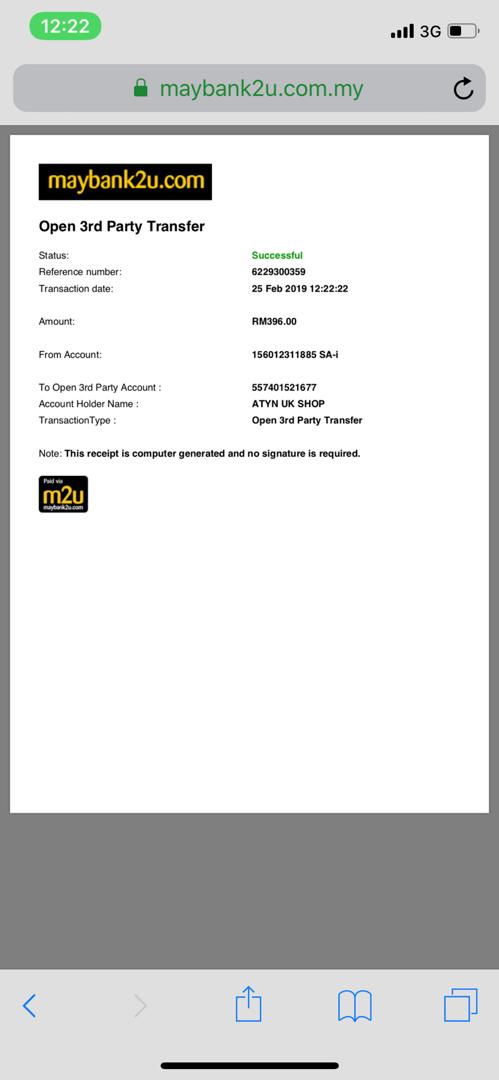 12:22
3G
maybank2u.com.my
maybank2u.com
Open 3rd Party Transfer
Status: Successful
Reference number: 6229300359
Transaction date: 25 Feb 2019 12:22:22
Amount: RM396.00
From Account: 156012311885 SA-i
To Open 3rd Party Account : 557401521677
Account Holder Name : ATYN UK SHOP
TransactionType : Open 3rd Party Transfer
Note: This receipt is computer generated and no signature is required.
Paid via
m2u
maybank2u.com